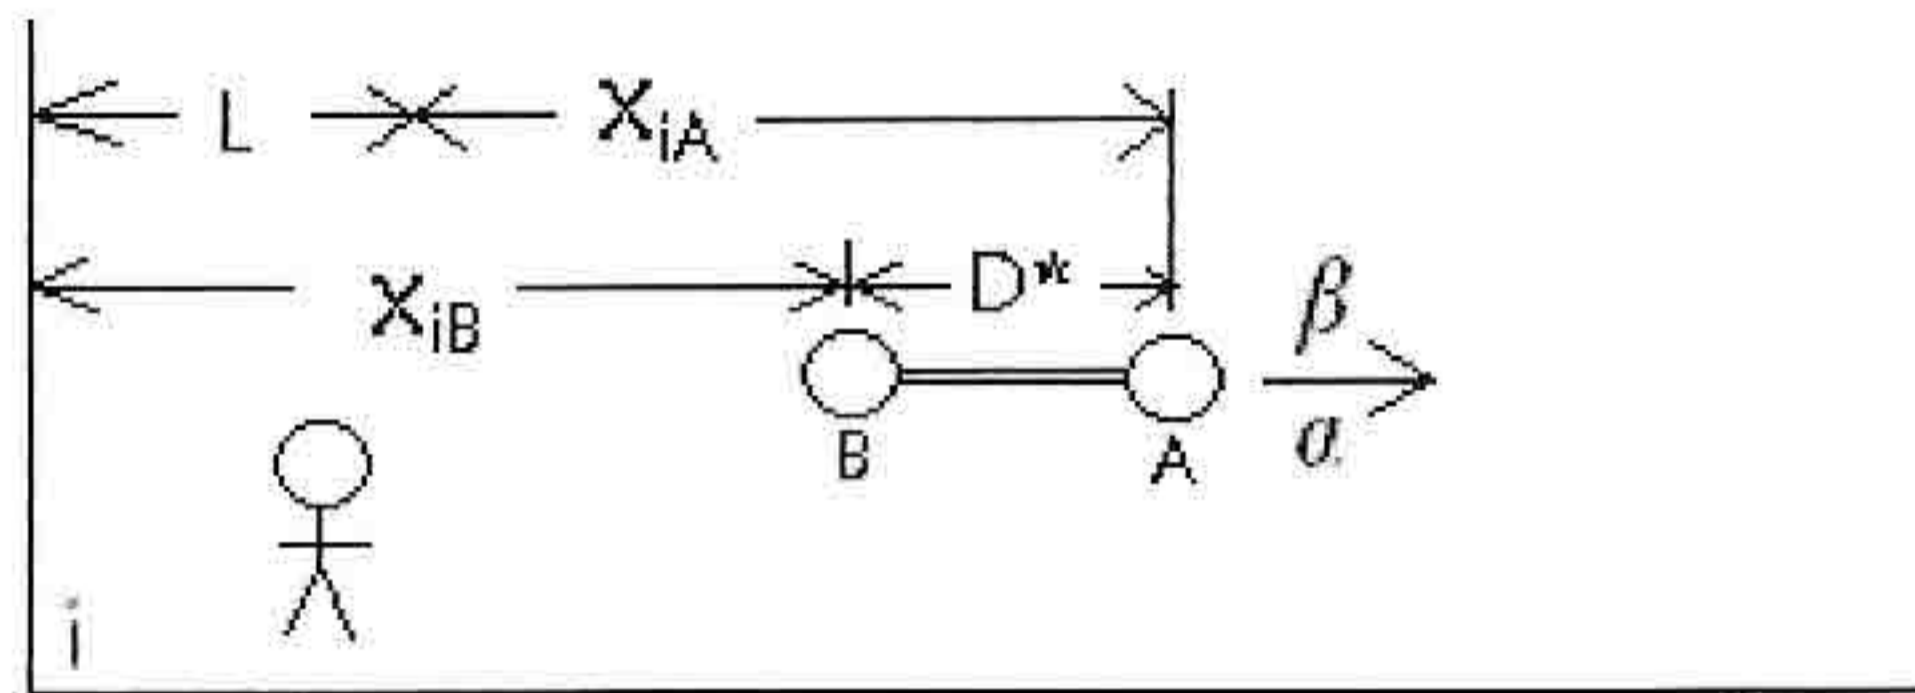 L X_iA
X_iB D*
β
B A α
i